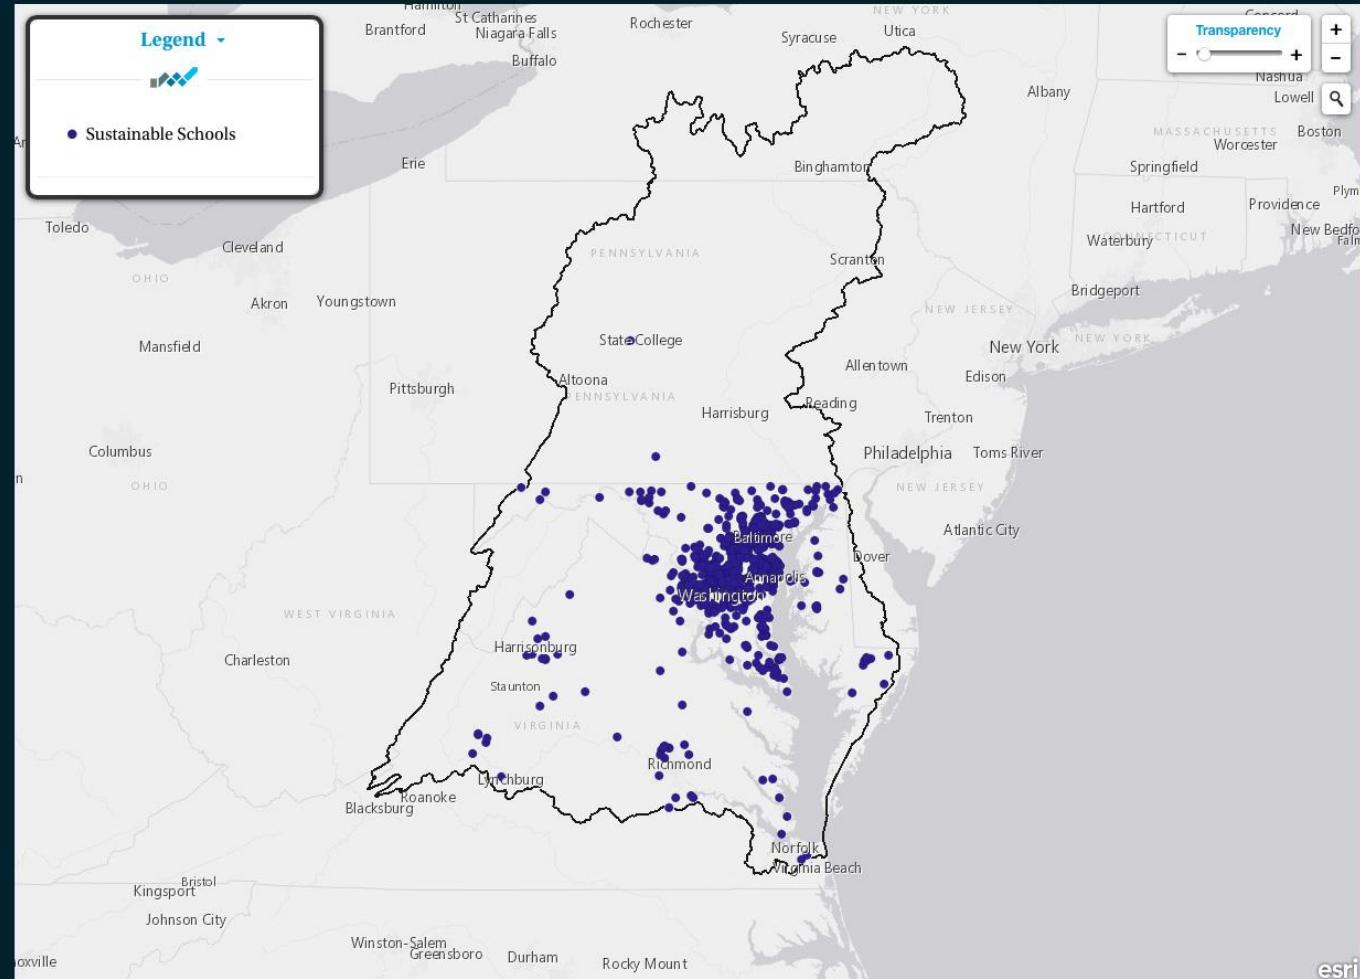 Legend
Sustainable Schools
Transparency
−
+
+
−
Hamilton
St Catharines
Brantford
Niagara Falls
Rochester
NEW YORK
Syracuse
Utica
Concord
Buffalo
Nashua
Albany
Lowell
MASSACHUSETTS
Boston
Worcester
Erie
Binghamton
Springfield
Plym
Hartford
Providence
Toledo
New Bedfo
Waterbury
CONNECTICUT
Falm
Cleveland
PENNSYLVANIA
Scranton
OHIO
Bridgeport
Akron
Youngstown
NEW JERSEY
State College
Mansfield
New York
NEW YORK
Allentown
Altoona
Edison
Pittsburgh
PENNSYLVANIA
Reading
Harrisburg
Trenton
Columbus
Philadelphia
Toms River
n
OHIO
NEW JERSEY
Atlantic City
Baltimore
Dover
Annapolis
Washington
WEST VIRGINIA
Harrisonburg
Charleston
Staunton
VIRGINIA
Richmond
Lynchburg
Roanoke
Blacksburg
Norfolk
Virginia Beach
Bristol
Kingsport
Johnson City
Winston-Salem
Greensboro
Durham
Rocky Mount
oxville
esri